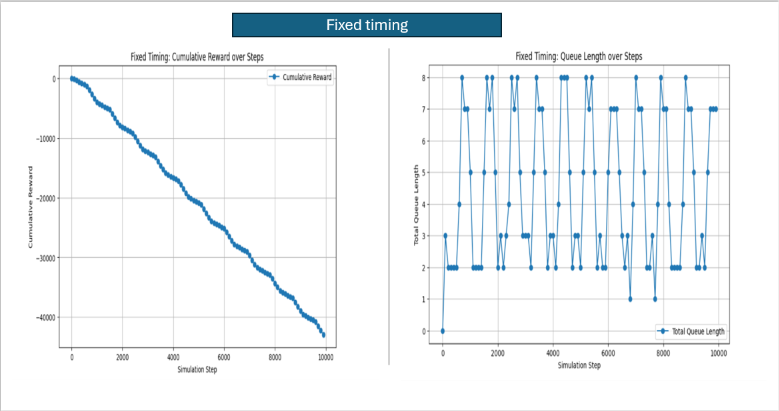 Fixed timing
Fixed Timing: Cumulative Reward over Steps
Cumulative Reward
0
−10000
−20000
−30000
−40000
Cumulative Reward
0
2000
4000
6000
8000
10000
Simulation Step
Fixed Timing: Queue Length over Steps
8
7
6
5
4
3
2
1
0
Total Queue Length
Total Queue Length
0
2000
4000
6000
8000
10000
Simulation Step